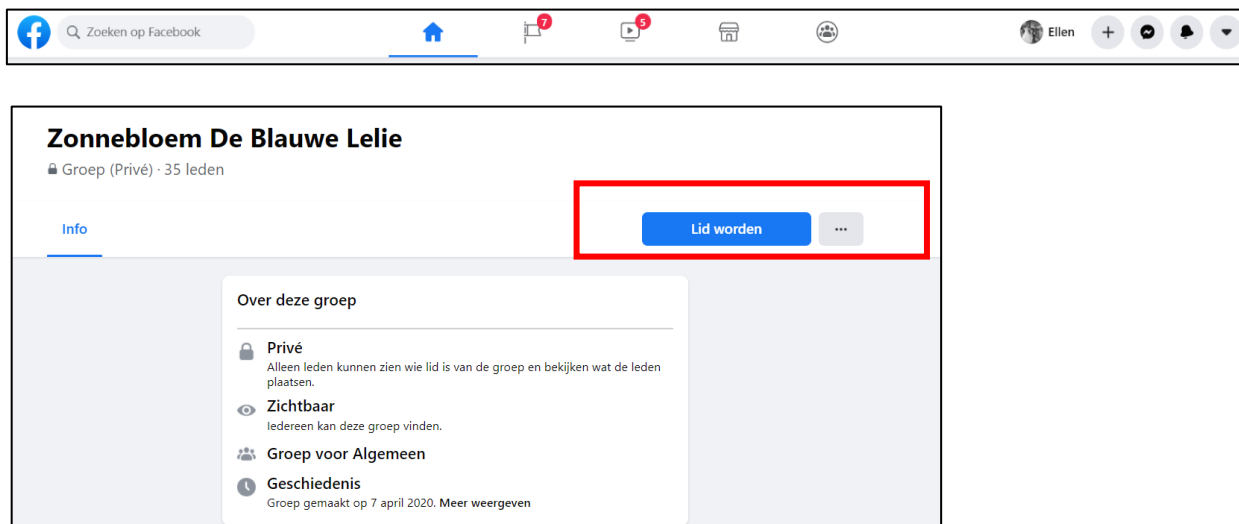 Zoeken op Facebook
7
5
Ellen
Zonnebloem De Blauwe Lelie
Groep (Privé) · 35 leden
Info
Lid worden
...
Over deze groep
Privé
Alleen leden kunnen zien wie lid is van de groep en bekijken wat de leden
plaatsen.
Zichtbaar
Iedereen kan deze groep vinden.
Groep voor Algemeen
Geschiedenis
Groep gemaakt op 7 april 2020. Meer weergeven